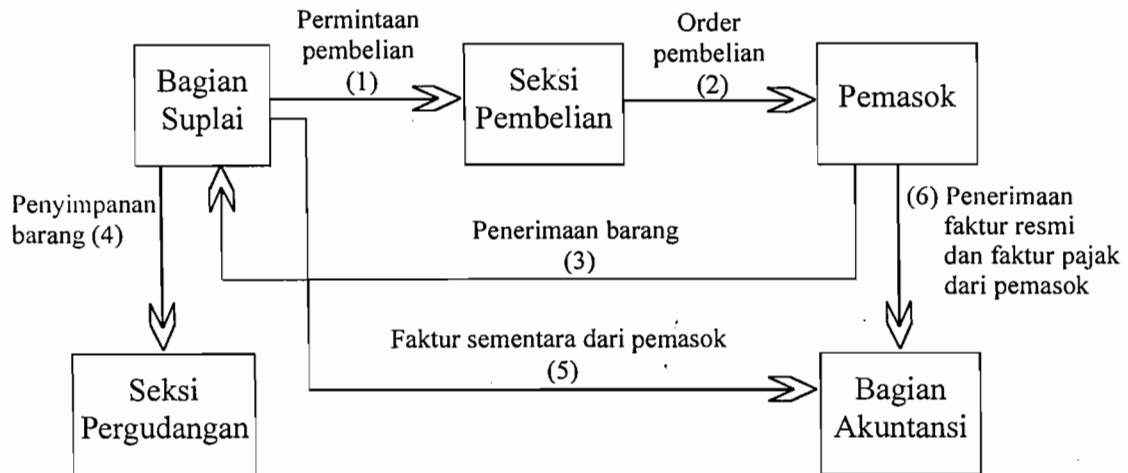 Permintaan
pembelian
(1)
Order
pembelian
(2)
Bagian
Suplai
Seksi
Pembelian
Pemasok
Penyimpanan
barang (4)
Penerimaan barang
(3)
(6) Penerimaan
faktur resmi
dan faktur pajak
dari pemasok
Faktur sementara dari pemasok
(5)
Seksi
Pergudangan
Bagian
Akuntansi